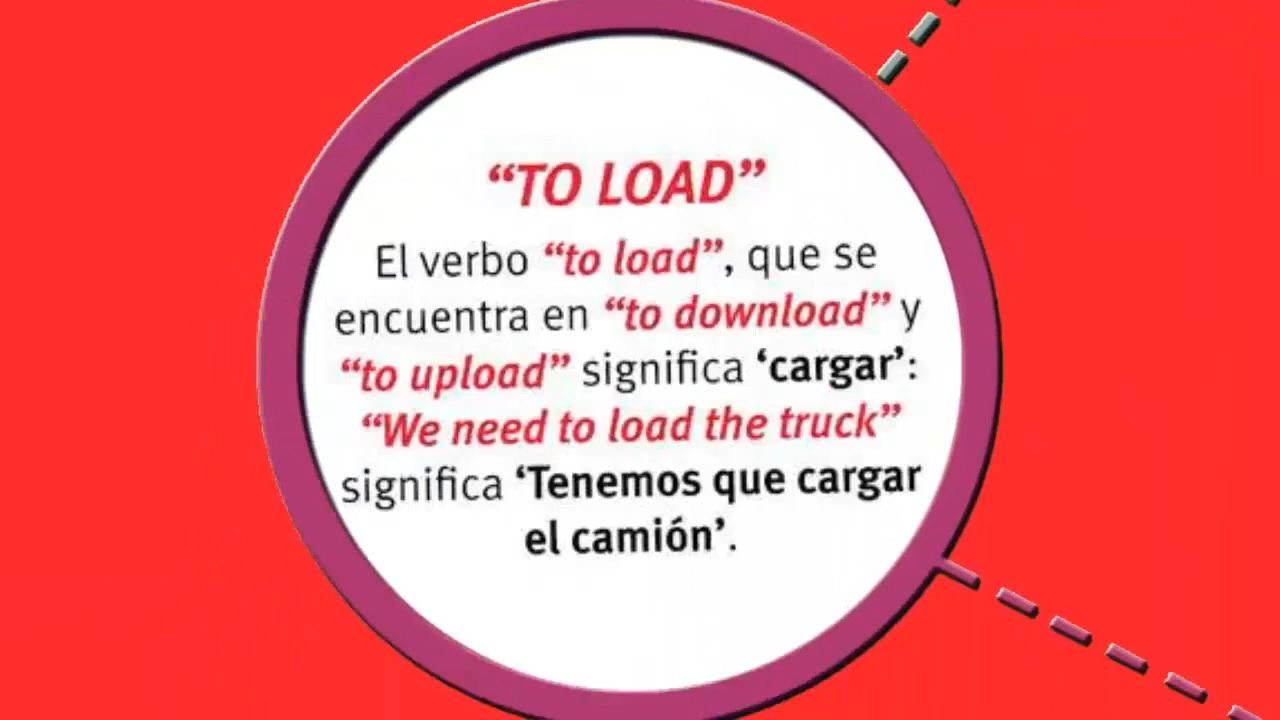 “TO LOAD”
El verbo “to load”, que se
encuentra en “to download” y
“to upload” significa ‘cargar’:
“We need to load the truck”
significa ‘Tenemos que cargar
el camión’.